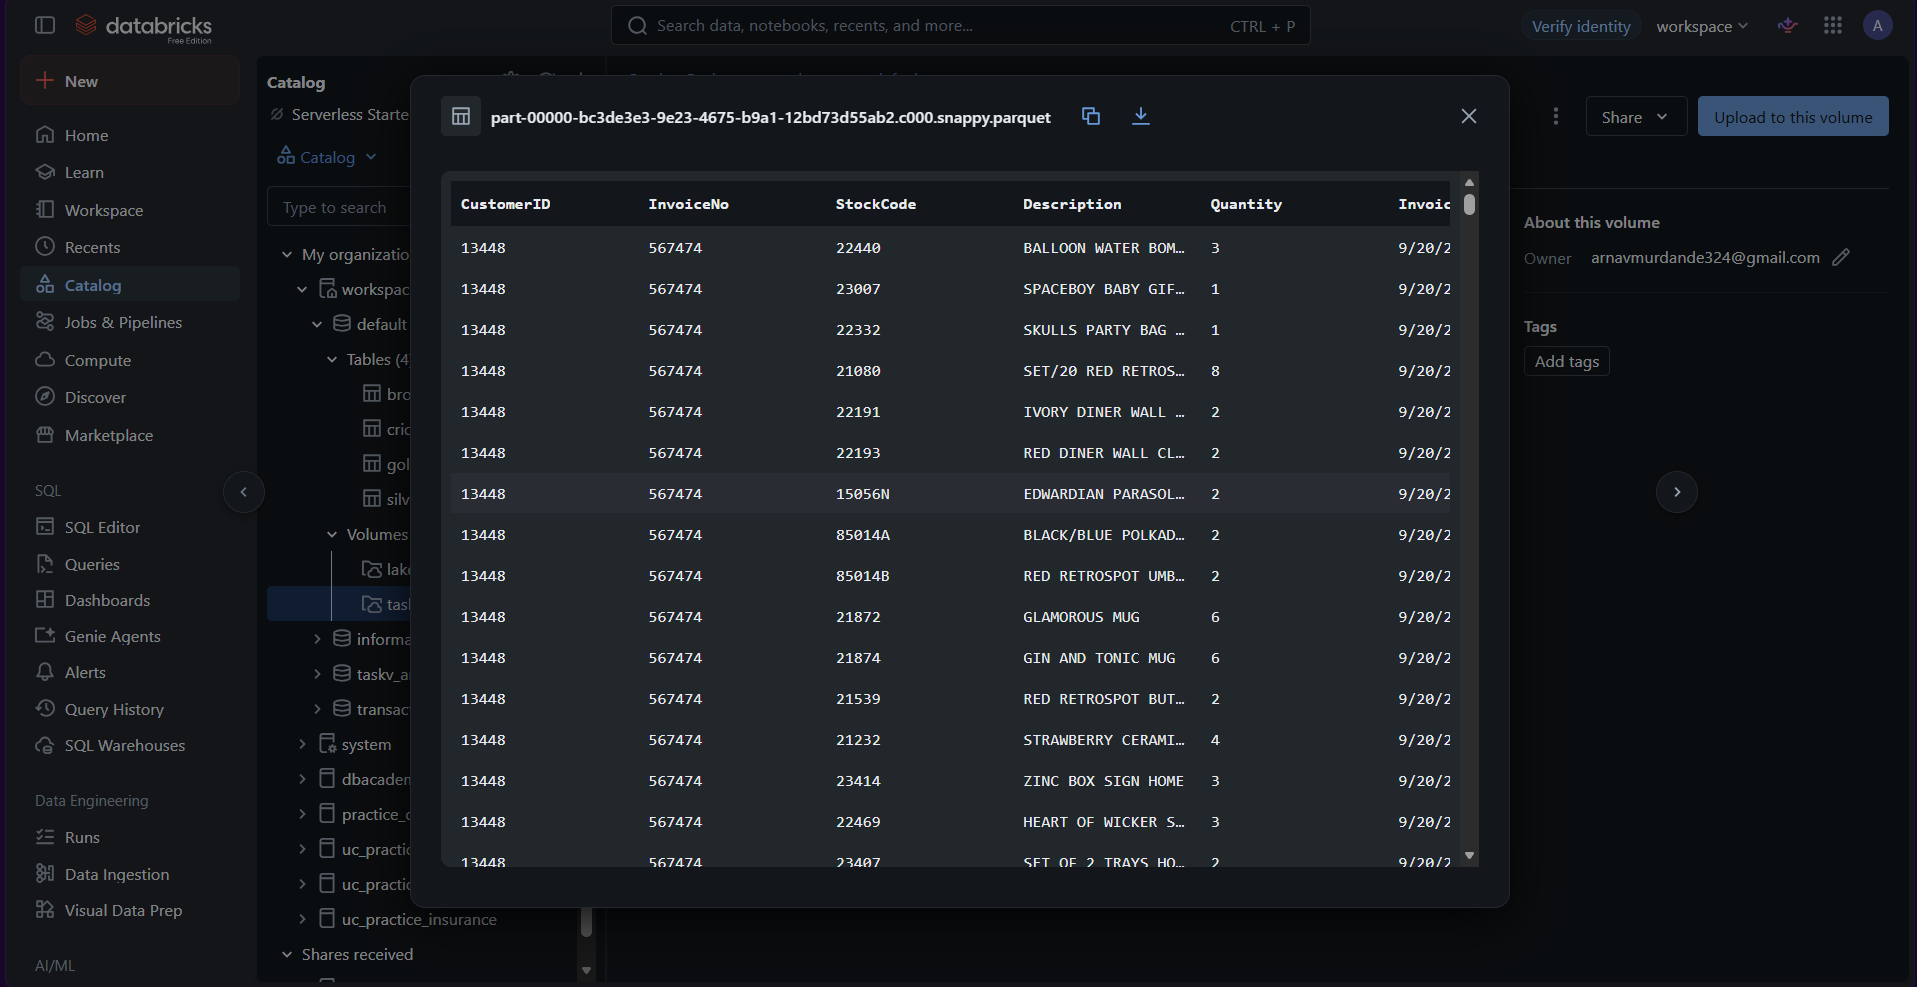 databricks
Free Edition
Search data, notebooks, recents, and more...
CTRL + P
Verify identity
workspace
A
New
Home
Learn
Workspace
Recents
Catalog
Jobs & Pipelines
Compute
Discover
Marketplace
SQL
SQL Editor
Queries
Dashboards
Genie Agents
Alerts
Query History
SQL Warehouses
Data Engineering
Runs
Data Ingestion
Visual Data Prep
AI/ML
Catalog
Serverless Starte
Catalog
Type to search
My organizatio
workspac
default
Tables (4)
bro
cric
gol
silv
Volumes
lake
task
informa
taskv_a
transac
system
dbacaden
practice_c
uc_practic
uc_practic
uc_practice_insurance
Shares received
part-00000-bc3de3e3-9e23-4675-b9a1-12bd73d55ab2.c000.snappy.parquet
CustomerID InvoiceNo StockCode Description Quantity Invoic
13448 567474 22440 BALLOON WATER BOM… 3 9/20/2
13448 567474 23007 SPACEBOY BABY GIF… 1 9/20/2
13448 567474 22332 SKULLS PARTY BAG … 1 9/20/2
13448 567474 21080 SET/20 RED RETROS… 8 9/20/2
13448 567474 22191 IVORY DINER WALL … 2 9/20/2
13448 567474 22193 RED DINER WALL CL… 2 9/20/2
13448 567474 15056N EDWARDIAN PARASOL… 2 9/20/2
13448 567474 85014A BLACK/BLUE POLKAD… 2 9/20/2
13448 567474 85014B RED RETROSPOT UMB… 2 9/20/2
13448 567474 21872 GLAMOROUS MUG 6 9/20/2
13448 567474 21874 GIN AND TONIC MUG 6 9/20/2
13448 567474 21539 RED RETROSPOT BUT… 2 9/20/2
13448 567474 21232 STRAWBERRY CERAMI… 4 9/20/2
13448 567474 23414 ZINC BOX SIGN HOME 3 9/20/2
13448 567474 22469 HEART OF WICKER S… 3 9/20/2
13448 567474 23407 SET OF 2 TRAYS HO… 2 9/20/2
Share
Upload to this volume
About this volume
Owner arnavmurdande324@gmail.com
Tags
Add tags